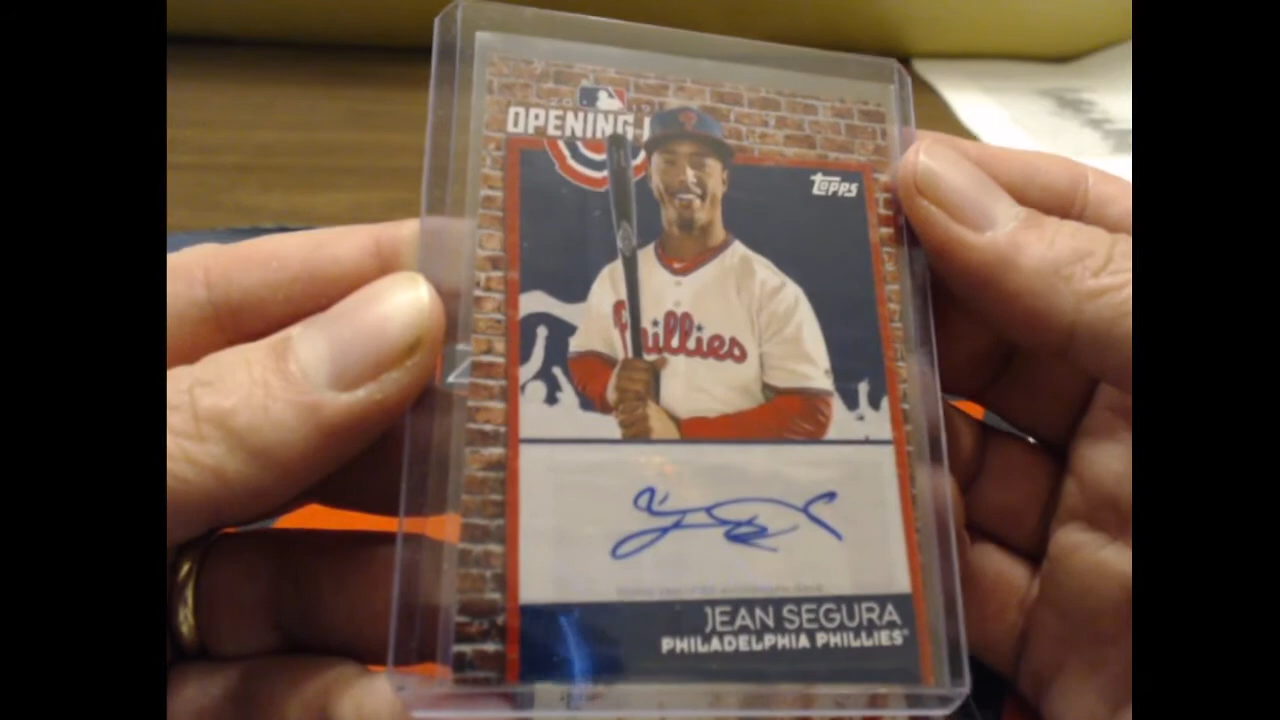 OPENING
TOPPS
Phillies
JEAN SEGURA
PHILADELPHIA PHILLIES